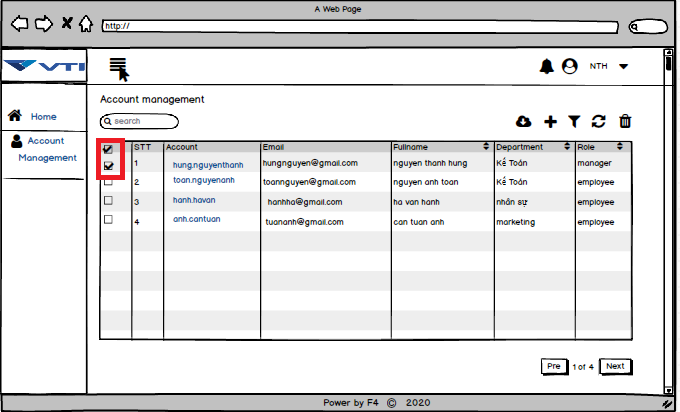 A Web Page
http://
VTI
NTH
Home
Account
Management
Account management
search
STT Account Email Fullname Department Role
1 hung.nguyenthanh hungnguyen@gmail.com nguyen thanh hung Kế Toán manager
2 toan.nguyenanh toannguyen@gmail.com nguyen anh toan Kế Toán employee
3 hanh.havan hanhha@gmail.com ha van hanh nhân sự employee
4 anh.cantuan tuananh@gmail.com can tuan anh marketing employee
Pre 1 of 4 Next
Power by F4 © 2020